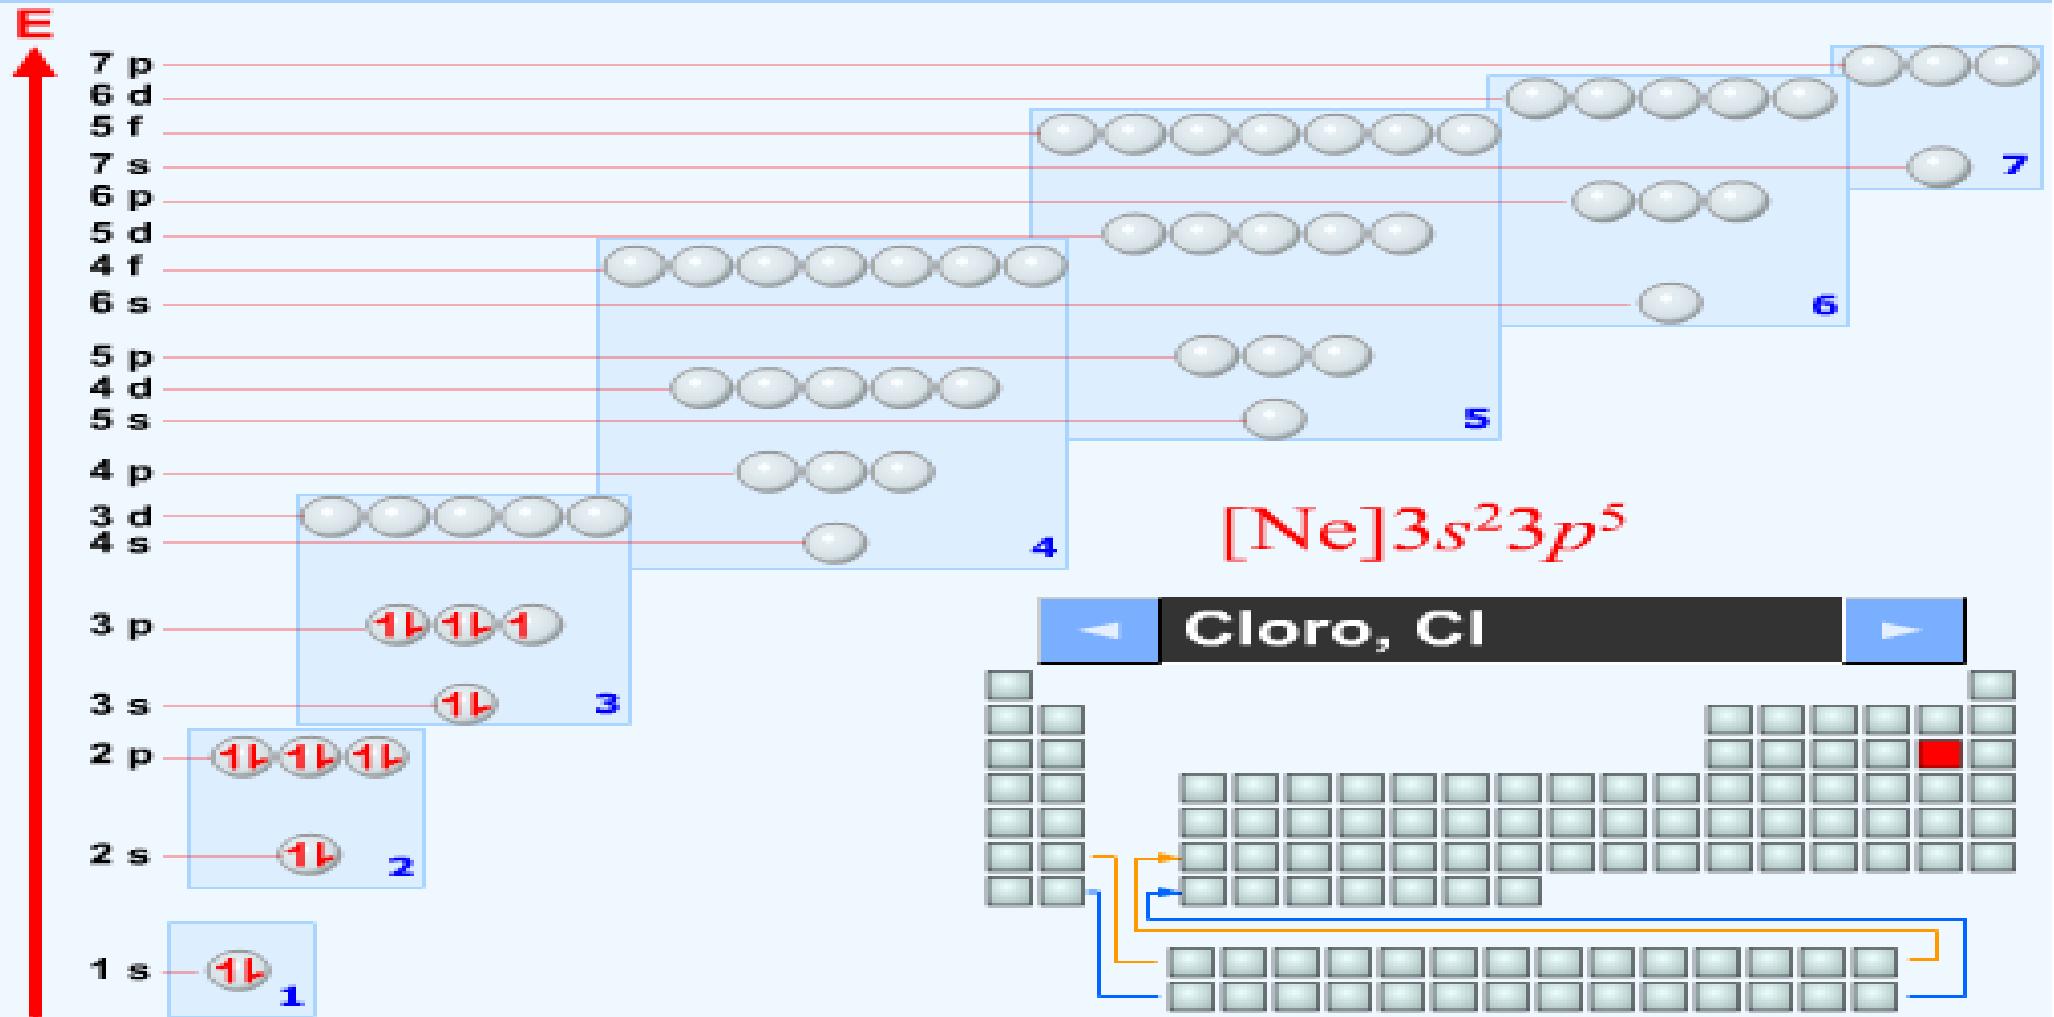 E
7 p
6 d
5 f
7 s
7
6 p
5 d
4 f
6 s
6
5 p
4 d
5 s
5
4 p
3 d
4 s
4
[Ne]3s²3p⁵
3 p
Cloro, Cl
3 s
3
2 p
2 s
2
1 s
1